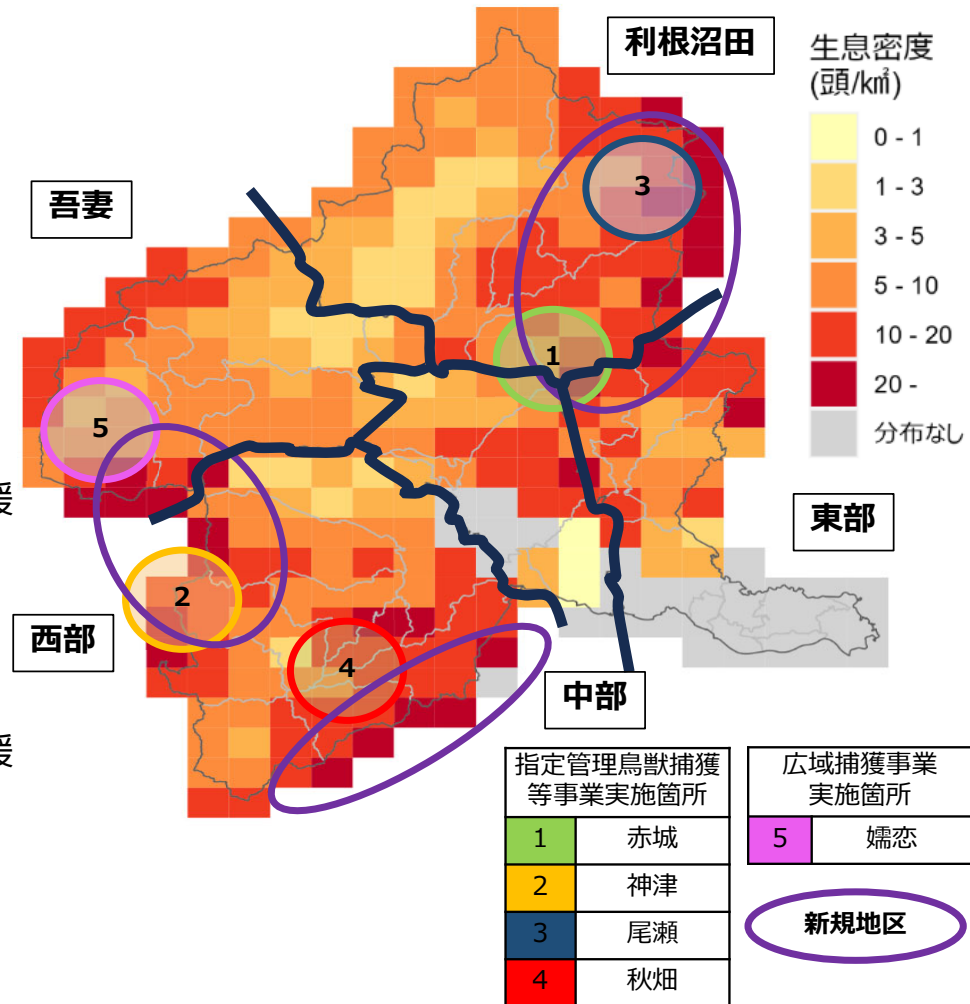 利根沼田
生息密度
(頭/k㎡)
0 - 1
1 - 3
3 - 5
5 - 10
10 - 20
20 -
分布なし
吾妻
3
1
5
援
東部
2
西部
4
中部
援
指定管理鳥獣捕獲
等事業実施箇所
1 赤城
2 神津
3 尾瀬
4 秋畑
広域捕獲事業
実施箇所
5 嬬恋
新規地区